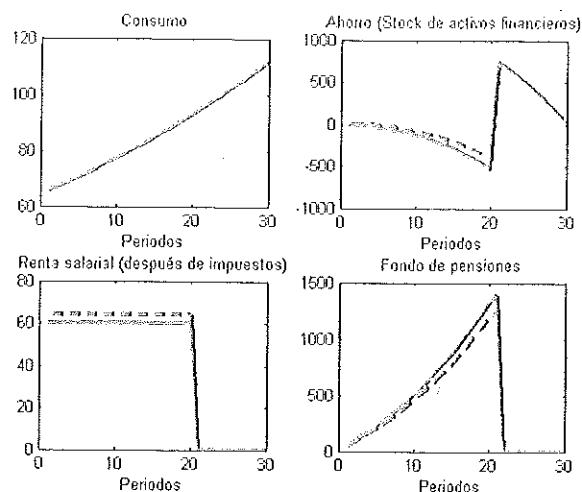 Consumo
120
100
80
60
0 10 20 30
Periodos
Ahorro (Stock de activos financieros)
1000
500
0
-500
-1000
0 10 20 30
Periodos
Renta salarial (después de impuestos)
80
60
40
20
0
0 10 20 30
Periodos
Fondo de pensiones
1500
1000
500
0
0 10 20 30
Periodos